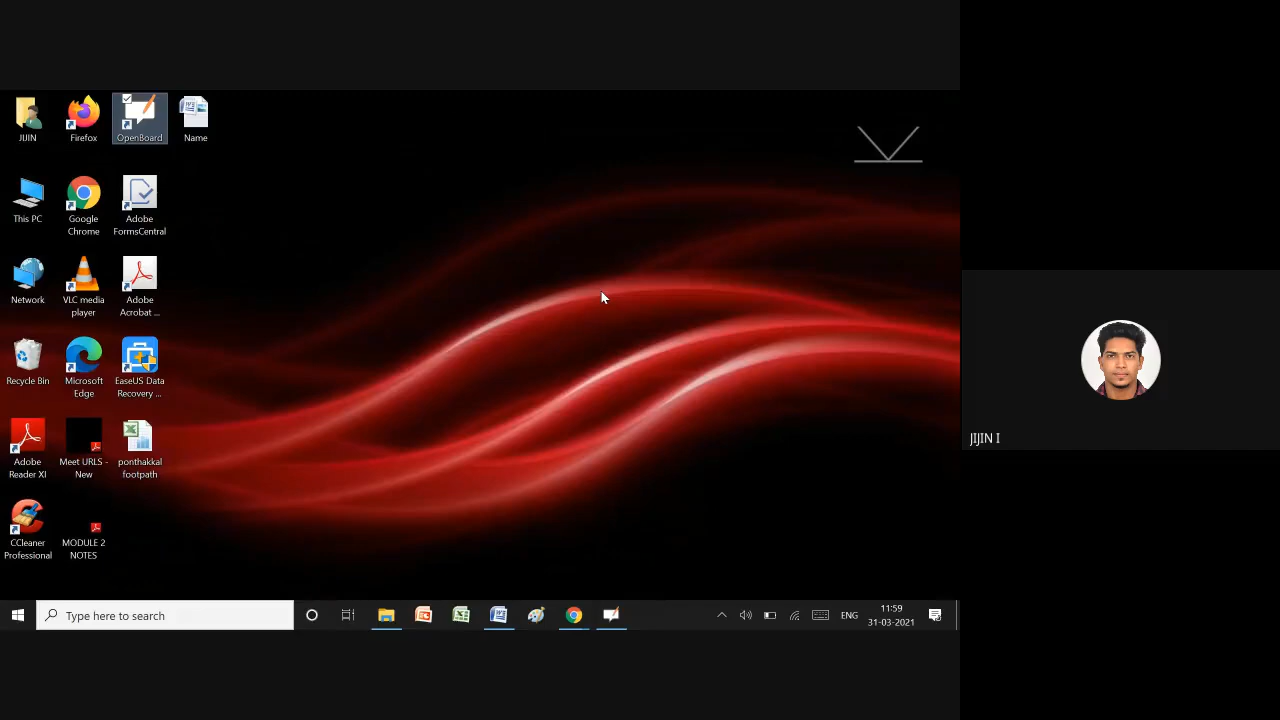 JIJIN
Firefox
OpenBoard
Name
This PC
Google
Chrome
Adobe
FormsCentral
Network
VLC media
player
Adobe
Acrobat ...
Recycle Bin
Microsoft
Edge
EaseUS Data
Recovery ...
Adobe
Reader XI
Meet URLS -
New
ponthakkal
footpath
CCleaner
Professional
MODULE 2
NOTES
JIJIN I
Type here to search
ENG
11:59
31-03-2021